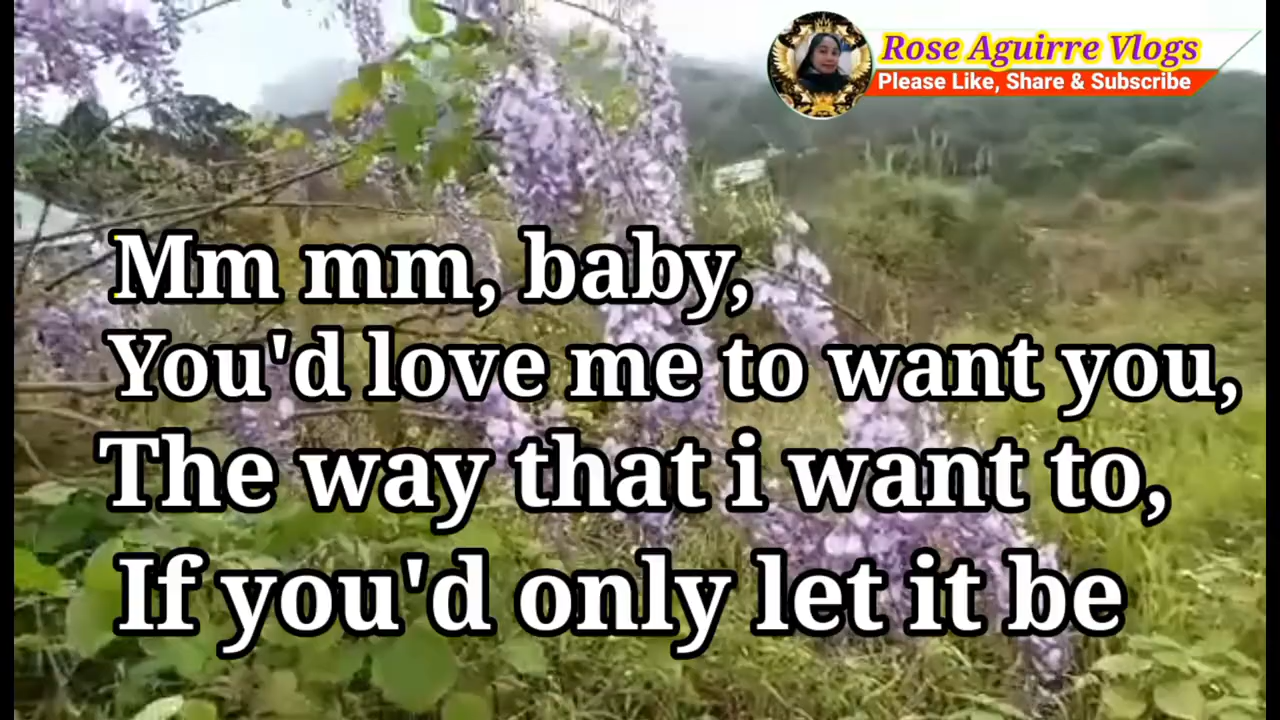 Rose Aguirre Vlogs
Please Like, Share & Subscribe
Mm mm, baby,
You'd love me to want you,
The way that i want to,
If you'd only let it be